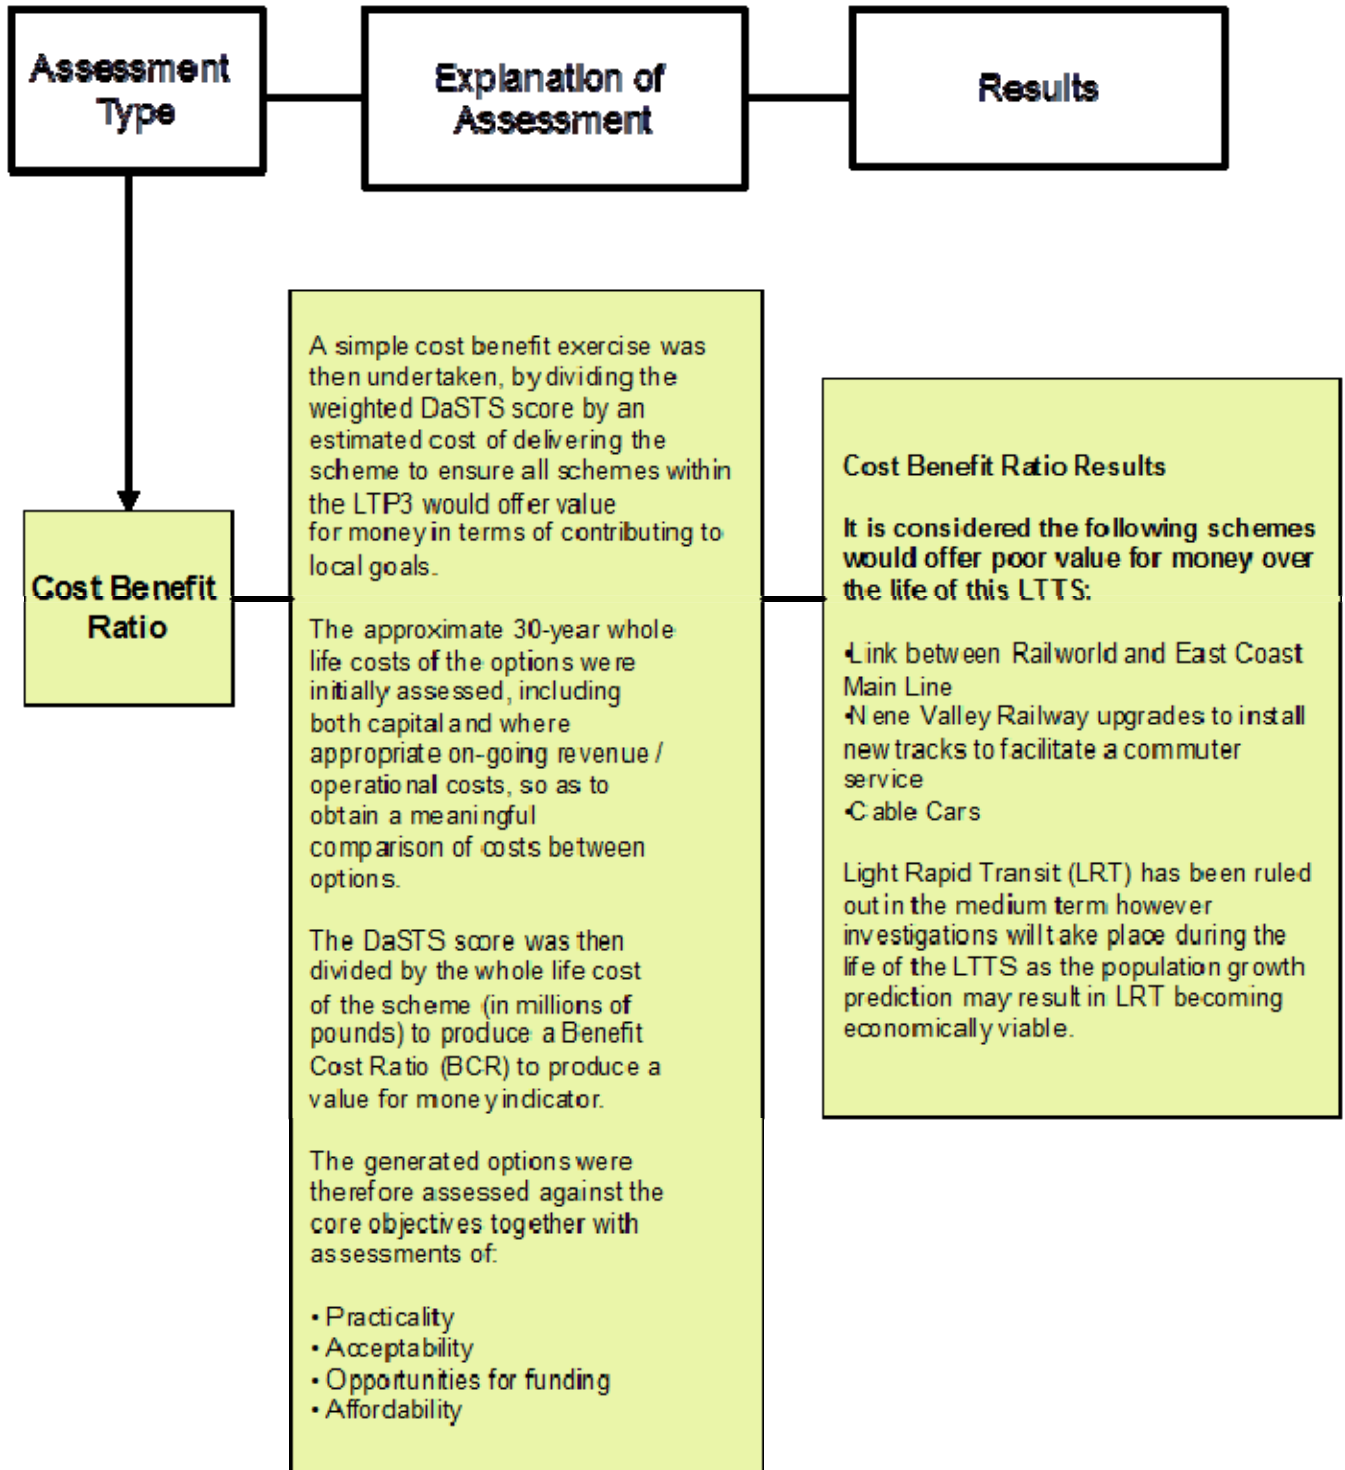 Assessment
Type
Explanation of
Assessment
Results
Cost Benefit
Ratio
A simple cost benefit exercise was
then undertaken, by dividing the
weighted DaSTS score by an
estimated cost of delivering the
scheme to ensure all schemes within
the LTP3 would offer value
for money in terms of contributing to
local goals.
The approximate 30-year whole
life costs of the options were
initially assessed, including
both capital and where
appropriate on-going revenue /
operational costs, so as to
obtain a meaningful
comparison of costs between
options.
The DaSTS score was then
divided by the whole life cost
of the scheme (in millions of
pounds) to produce a Benefit
Cost Ratio (BCR) to produce a
value for money indicator.
The generated options were
therefore assessed against the
core objectives together with
assessments of:
• Practicality
• Acceptability
• Opportunities for funding
• Affordability
Cost Benefit Ratio Results
It is considered the following schemes
would offer poor value for money over
the life of this LTTS:
•Link between Railworld and East Coast
Main Line
•Nene Valley Railway upgrades to install
new tracks to facilitate a commuter
service
•Cable Cars
Light Rapid Transit (LRT) has been ruled
out in the medium term however
investigations will take place during the
life of the LTTS as the population growth
prediction may result in LRT becoming
economically viable.